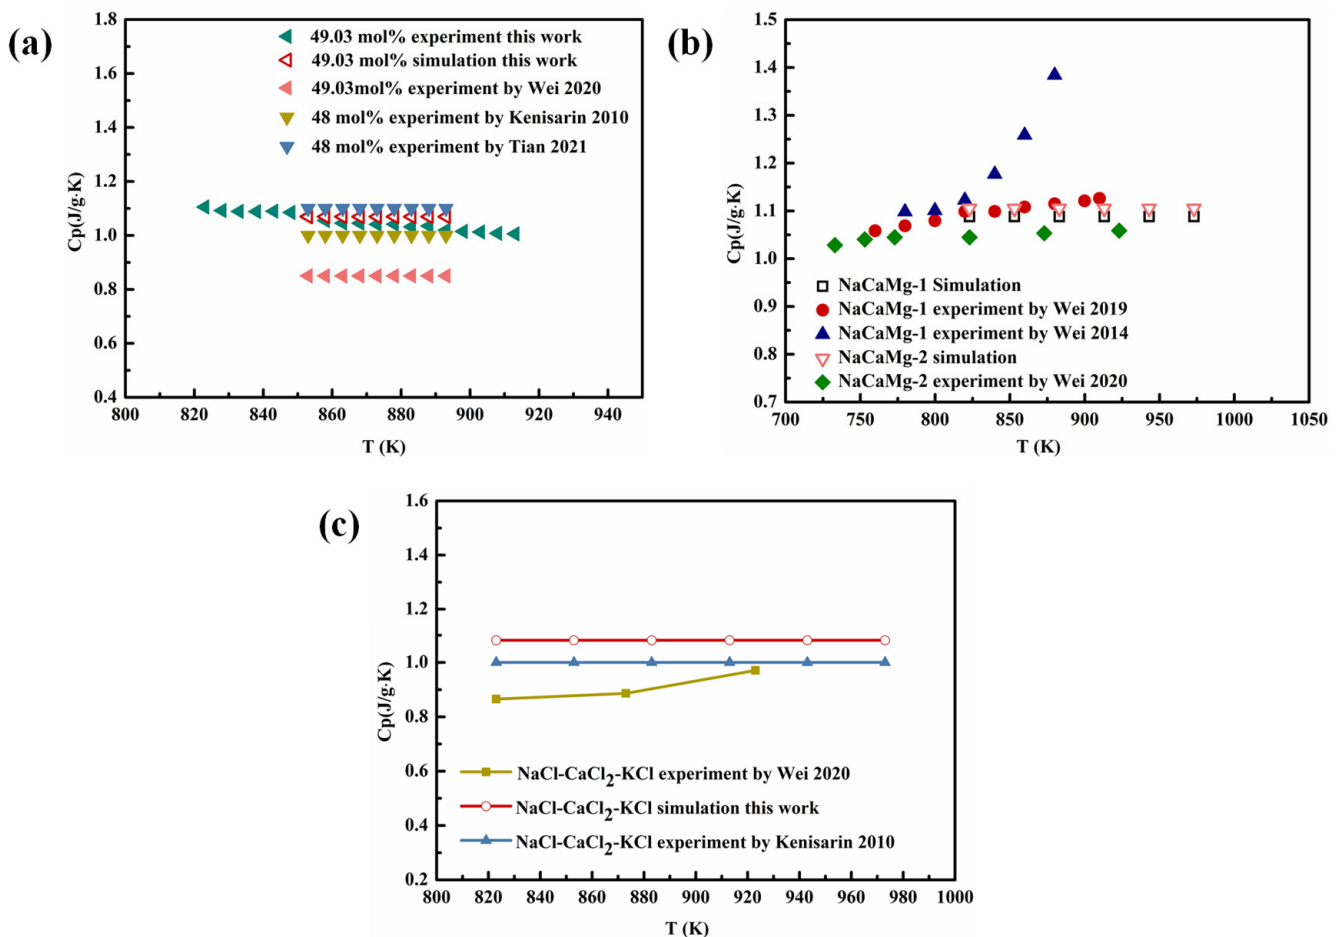 (a)
1.8
1.6
1.4
1.2
1.0
0.8
0.6
0.4
Cp(J/g·K)
49.03 mol% experiment this work
49.03 mol% simulation this work
49.03mol% experiment by Wei 2020
48 mol% experiment by Kenisarin 2010
48 mol% experiment by Tian 2021
800 820 840 860 880 900 920 940
T (K)
(b)
1.5
1.4
1.3
1.2
1.1
1.0
0.9
0.8
0.7
Cp(J/g·K)
NaCaMg-1 Simulation
NaCaMg-1 experiment by Wei 2019
NaCaMg-1 experiment by Wei 2014
NaCaMg-2 simulation
NaCaMg-2 experiment by Wei 2020
700 750 800 850 900 950 1000 1050
T (K)
(c)
1.6
1.4
1.2
1.0
0.8
0.6
0.4
0.2
Cp(J/g·K)
NaCl-CaCl2-KCl experiment by Wei 2020
NaCl-CaCl2-KCl simulation this work
NaCl-CaCl2-KCl experiment by Kenisarin 2010
800 820 840 860 880 900 920 940 960 980 1000
T (K)